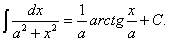 ∫ dx / (a² + x²) = 1/a arctg x/a + C.